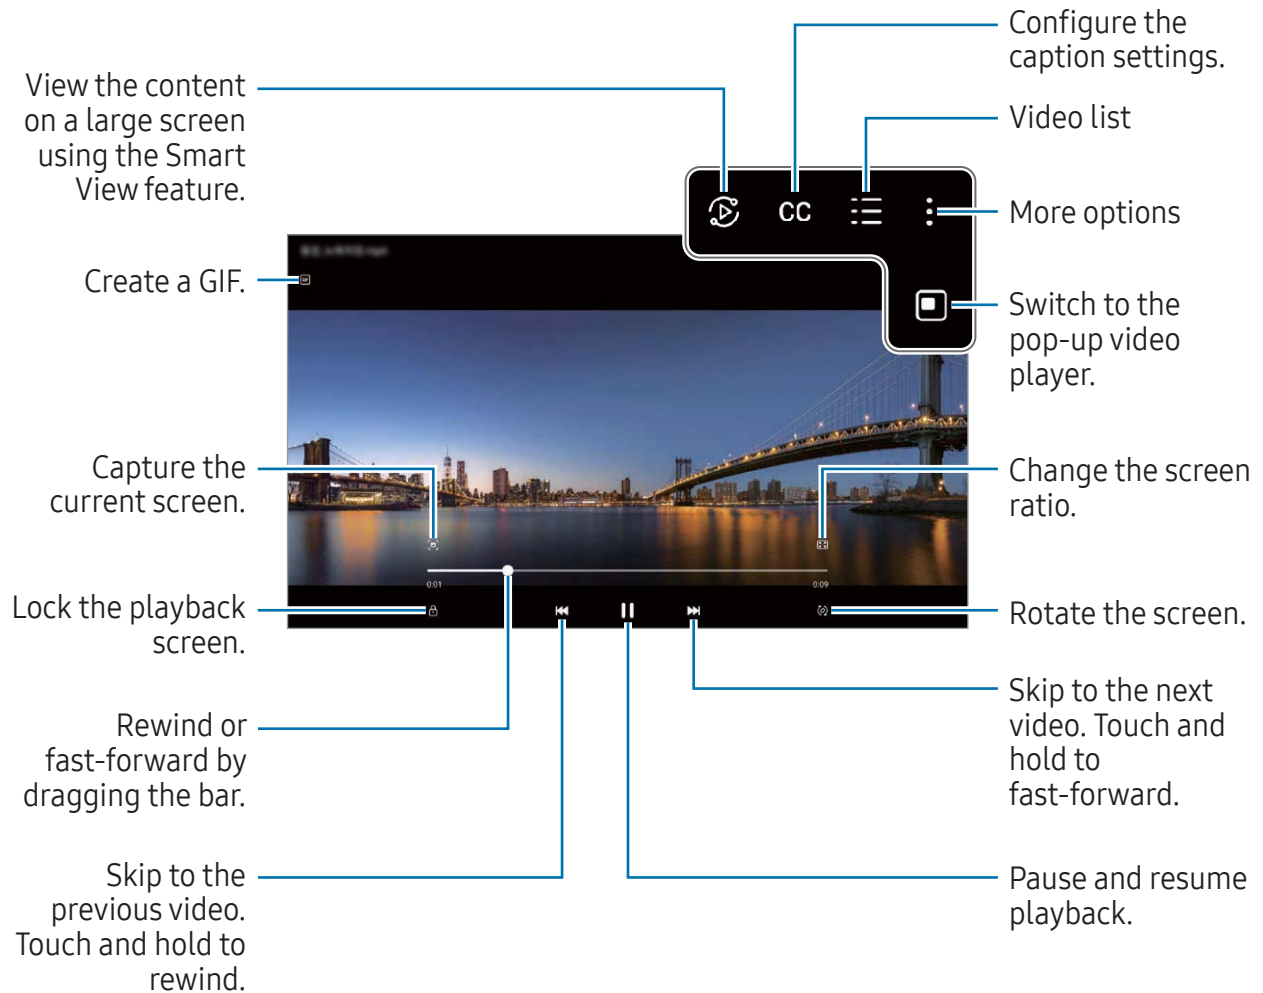 Configure the
caption settings.
View the content
on a large screen
using the Smart
View feature.
Video list
CC
More options
Create a GIF.
GIF
Switch to the
pop-up video
player.
Capture the
current screen.
Change the screen
ratio.
0:01
0:09
Lock the playback
screen.
Rotate the screen.
Rewind or
fast-forward by
dragging the bar.
Skip to the next
video. Touch and
hold to
fast-forward.
Skip to the
previous video.
Touch and hold to
rewind.
Pause and resume
playback.